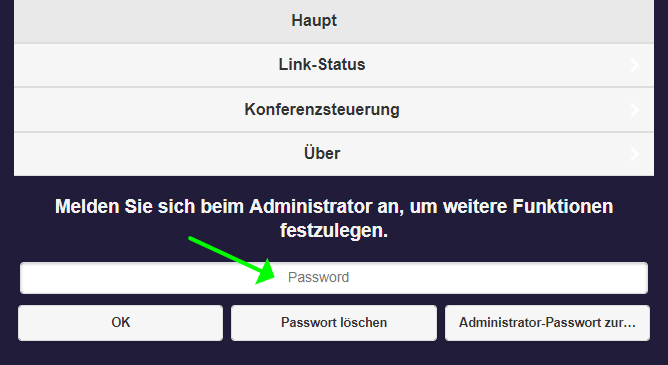 Haupt
Link-Status
Konferenzsteuerung
Über
Melden Sie sich beim Administrator an, um weitere Funktionen
festzulegen.
Password
OK
Passwort löschen
Administrator-Passwort zur...